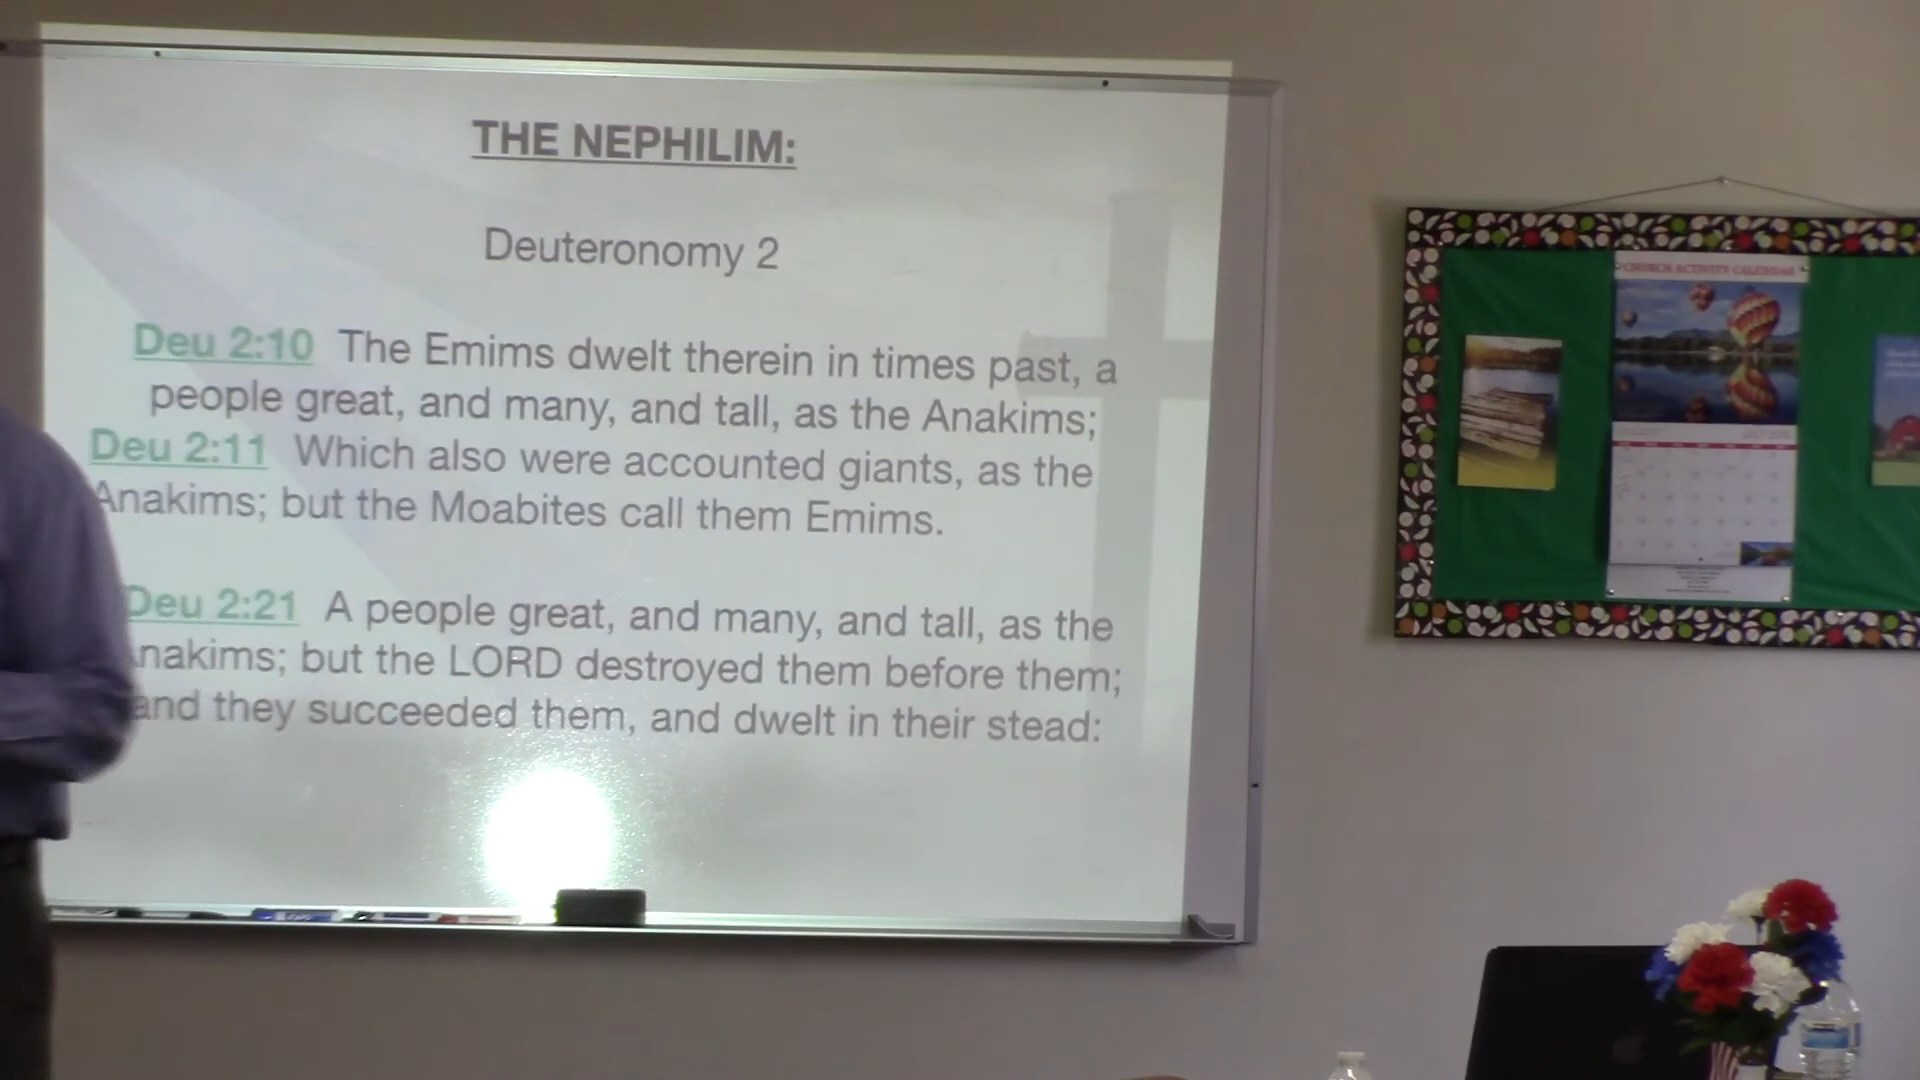 THE NEPHILIM:
Deuteronomy 2
Deu 2:10 The Emims dwelt therein in times past, a
people great, and many, and tall, as the Anakims;
Deu 2:11 Which also were accounted giants, as the
Anakims; but the Moabites call them Emims.
Deu 2:21 A people great, and many, and tall, as the
nakims; but the LORD destroyed them before them;
and they succeeded them, and dwelt in their stead:
CHURCH ACTIVITY CALENDAR